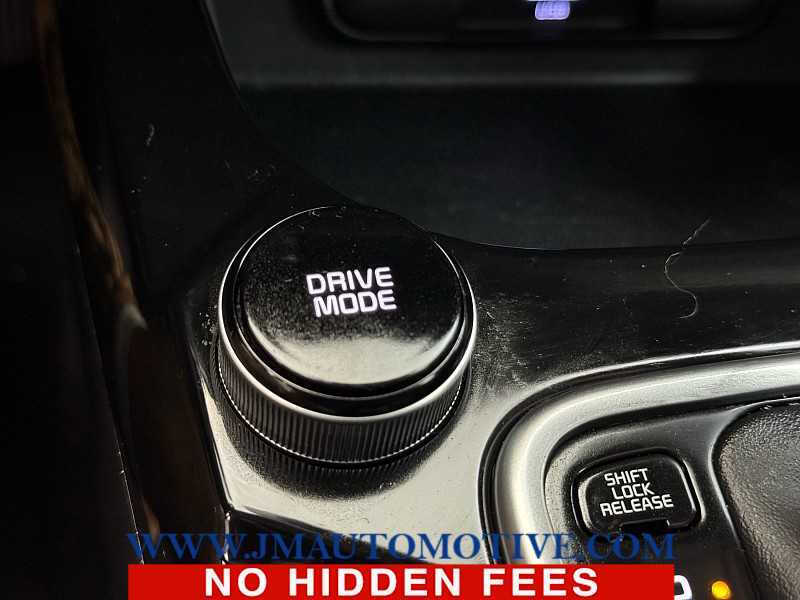 DRIVE
MODE
SHIFT
LOCK
RELEASE
WWW.JMAUTOMOTIVE.COM
NO HIDDEN FEES